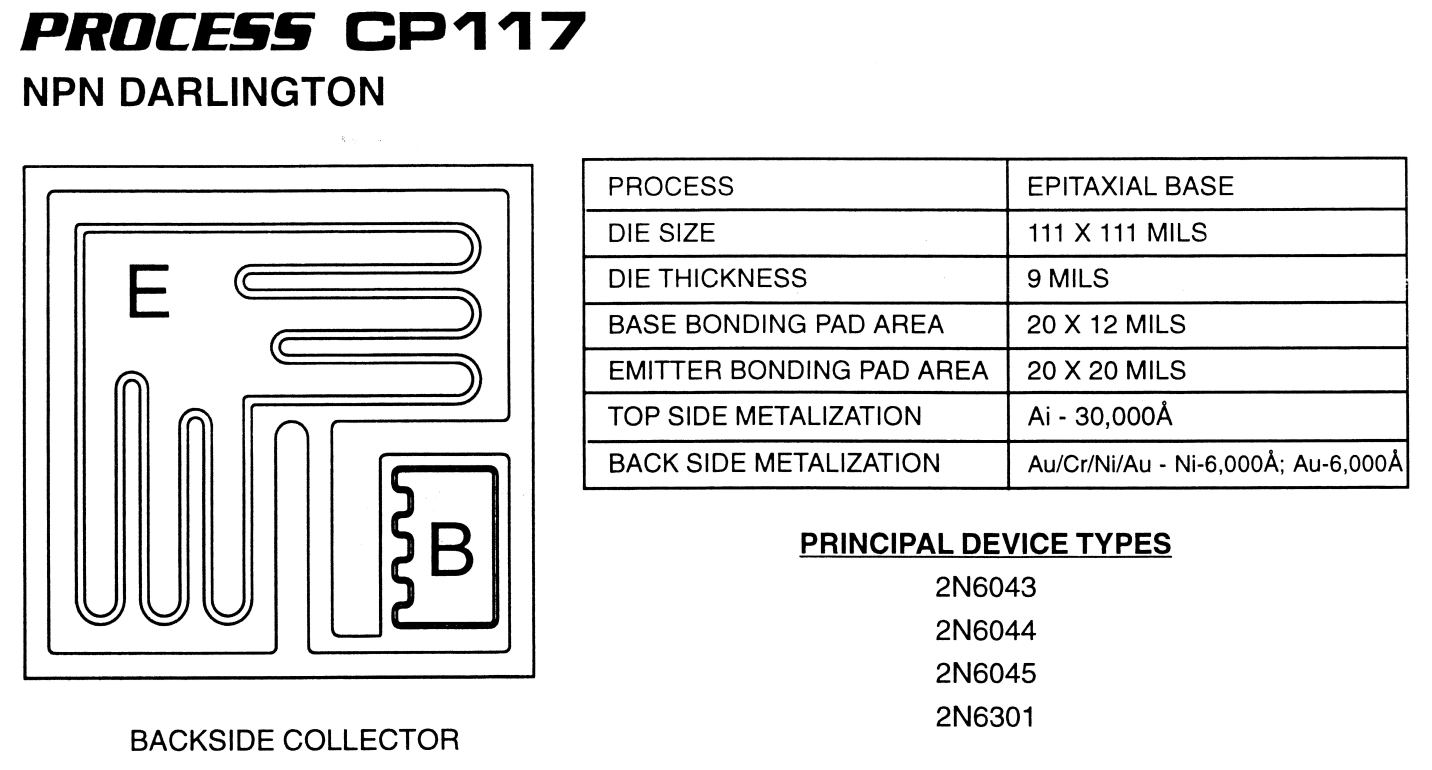 PROCESS CP117
NPN DARLINGTON
E
B
BACKSIDE COLLECTOR
PROCESS EPITAXIAL BASE
DIE SIZE 111 X 111 MILS
DIE THICKNESS 9 MILS
BASE BONDING PAD AREA 20 X 12 MILS
EMITTER BONDING PAD AREA 20 X 20 MILS
TOP SIDE METALIZATION Ai - 30,000Å
BACK SIDE METALIZATION Au/Cr/Ni/Au - Ni-6,000Å; Au-6,000Å
PRINCIPAL DEVICE TYPES
2N6043
2N6044
2N6045
2N6301